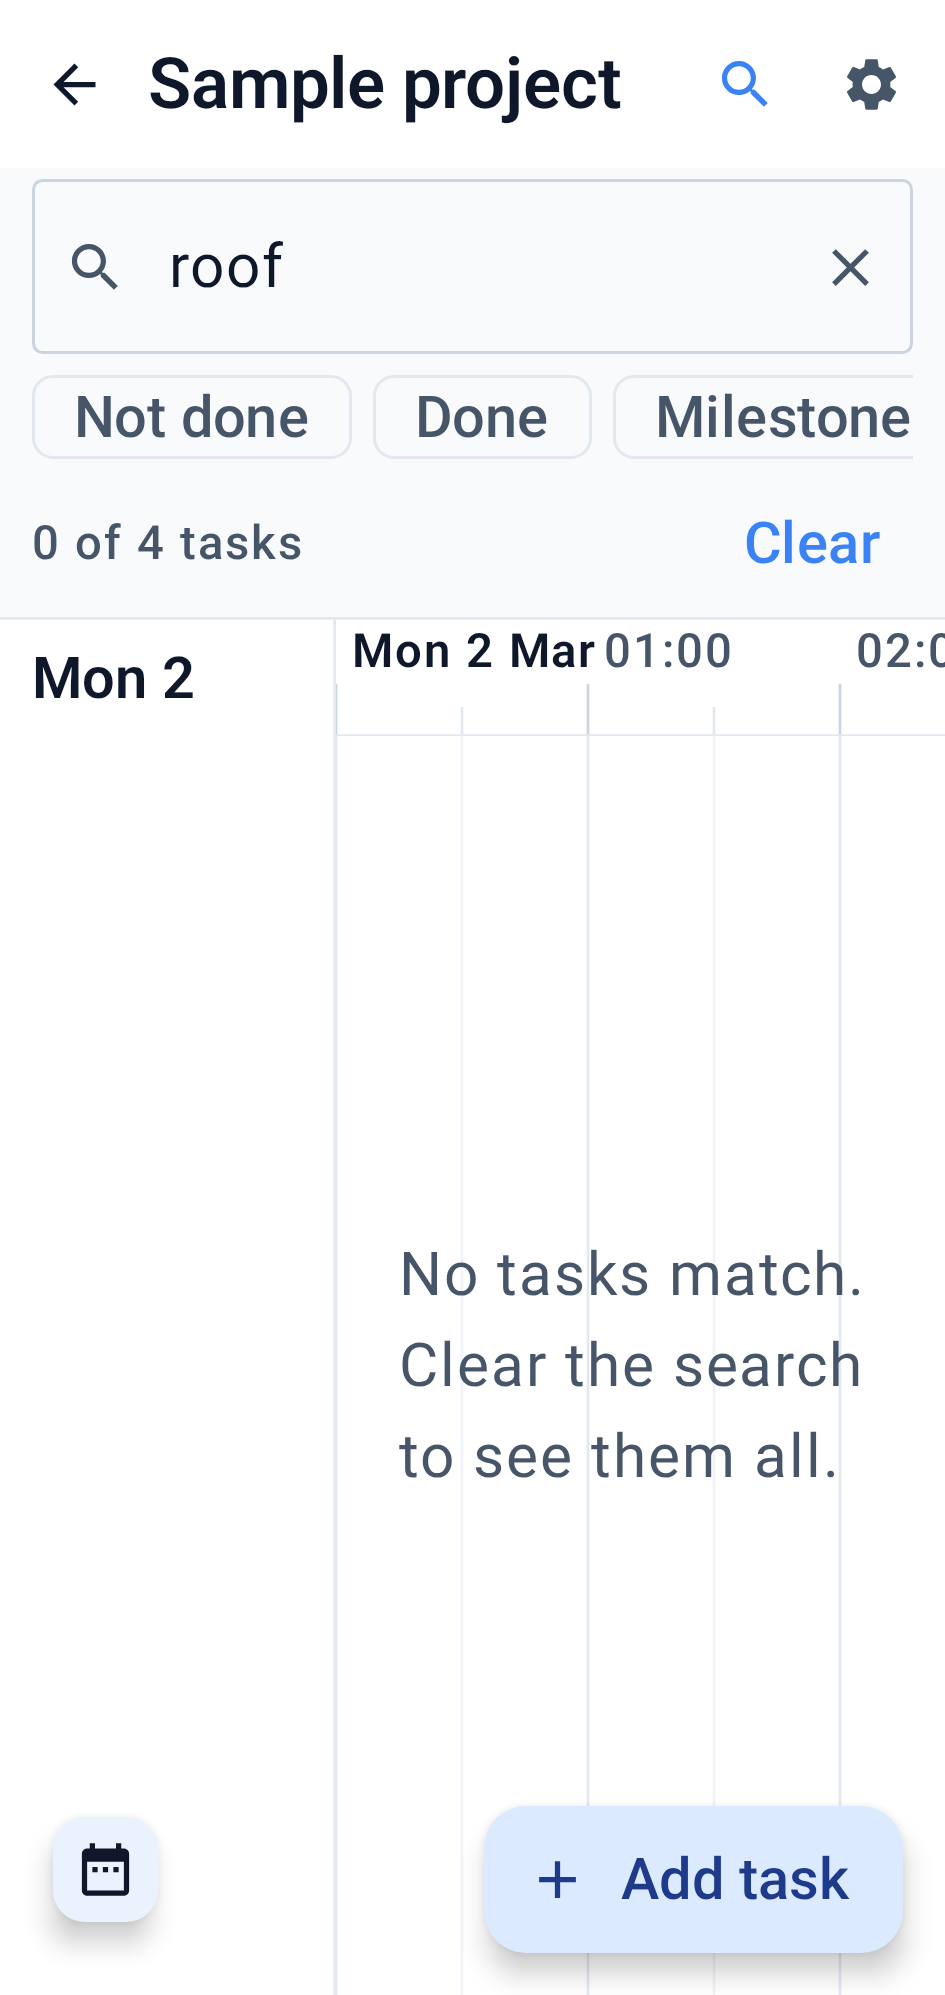 Sample project
roof
Not done Done Milestone
0 of 4 tasks Clear
Mon 2 Mon 2 Mar 01:00
No tasks match.
Clear the search
to see them all.
Add task